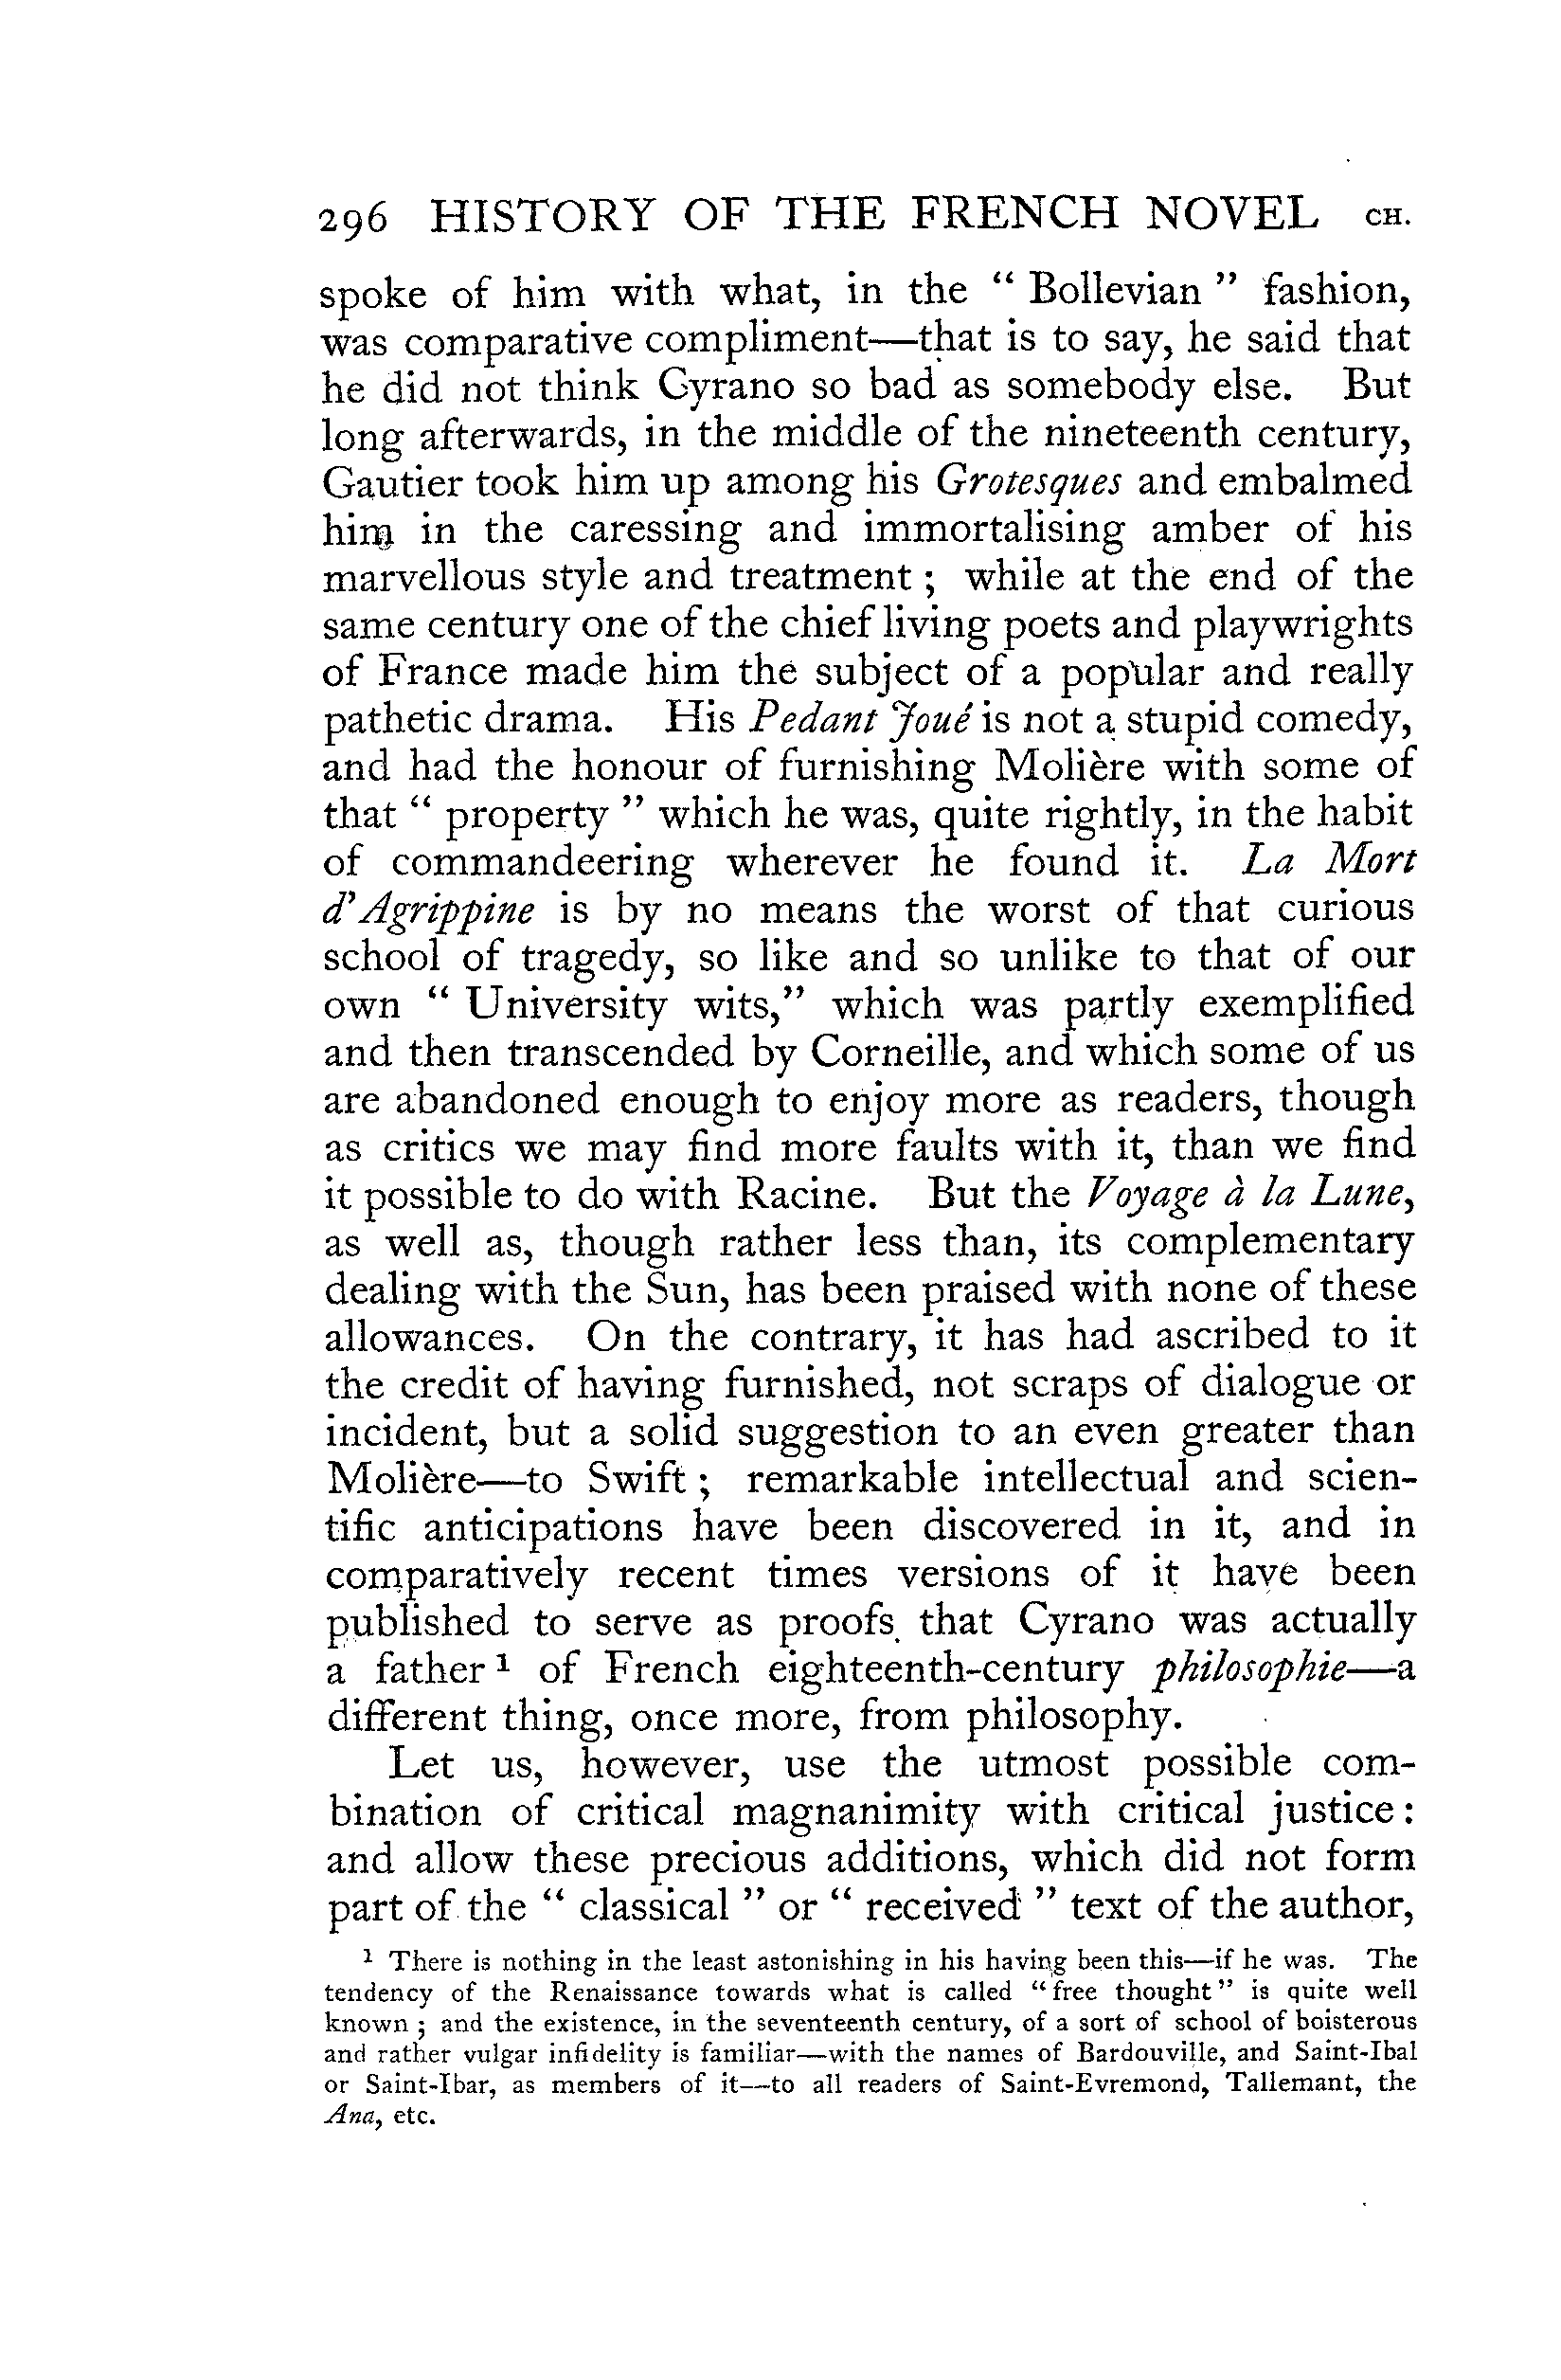 296 HISTORY OF THE FRENCH NOVEL CH.
spoke of him with what, in the “ Bollevian ” fashion,
was comparative compliment—that is to say, he said that
he did not think Cyrano so bad as somebody else. But
long afterwards, in the middle of the nineteenth century,
Gautier took him up among his Grotesques and embalmed
him in the caressing and immortalising amber of his
marvellous style and treatment ; while at the end of the
same century one of the chief living poets and playwrights
of France made him the subject of a popular and really
pathetic drama. His Pedant Joué is not a stupid comedy,
and had the honour of furnishing Molière with some of
that “ property ” which he was, quite rightly, in the habit
of commandeering wherever he found it. La Mort
d'Agrippine is by no means the worst of that curious
school of tragedy, so like and so unlike to that of our
own “ University wits,” which was partly exemplified
and then transcended by Corneille, and which some of us
are abandoned enough to enjoy more as readers, though
as critics we may find more faults with it, than we find
it possible to do with Racine. But the Voyage à la Lune,
as well as, though rather less than, its complementary
dealing with the Sun, has been praised with none of these
allowances. On the contrary, it has had ascribed to it
the credit of having furnished, not scraps of dialogue or
incident, but a solid suggestion to an even greater than
Molière—to Swift ; remarkable intellectual and scien-
tific anticipations have been discovered in it, and in
comparatively recent times versions of it have been
published to serve as proofs that Cyrano was actually
a father ¹ of French eighteenth-century philosophie—a
different thing, once more, from philosophy.
Let us, however, use the utmost possible com-
bination of critical magnanimity with critical justice :
and allow these precious additions, which did not form
part of the “ classical ” or “ received ” text of the author,
¹ There is nothing in the least astonishing in his having been this—if he was. The
tendency of the Renaissance towards what is called “free thought” is quite well
known ; and the existence, in the seventeenth century, of a sort of school of boisterous
and rather vulgar infidelity is familiar—with the names of Bardouville, and Saint-Ibal
or Saint-Ibar, as members of it—to all readers of Saint-Evremond, Tallemant, the
Ana, etc.